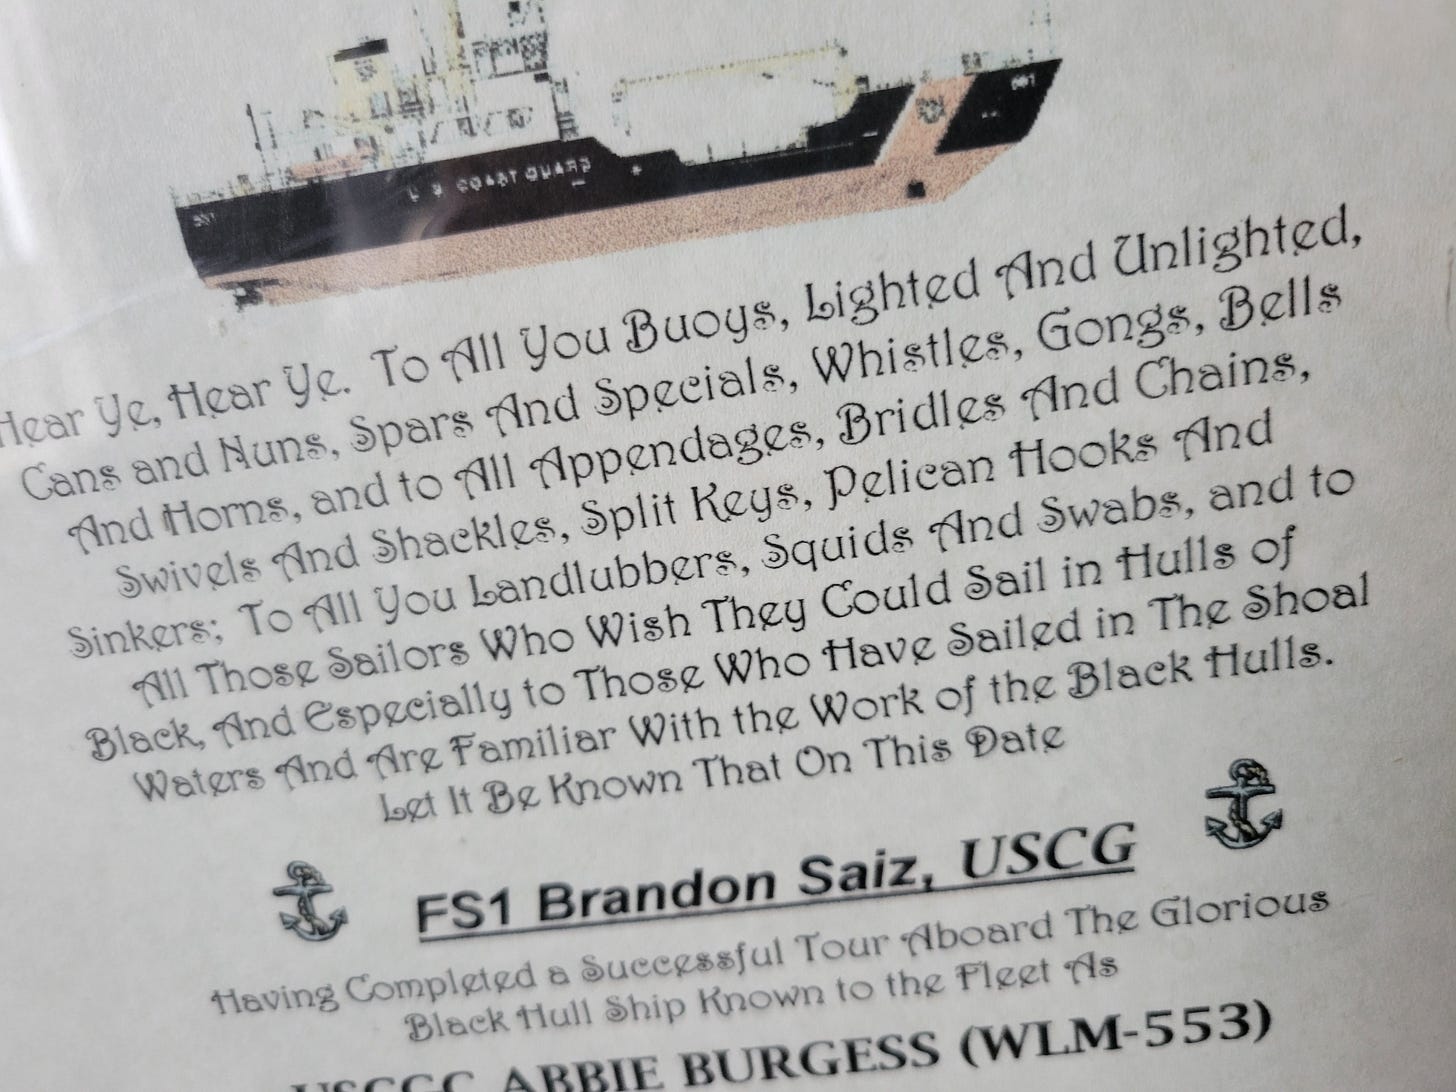 U S COAST GUARD
Hear Ye, Hear Ye. To All You Buoys, Lighted And Unlighted,
Cans and Nuns, Spars And Specials, Whistles, Gongs, Bells
And Horns, and to All Appendages, Bridles And Chains,
Swivels And Shackles, Split Keys, Pelican Hooks And
Sinkers; To All You Landlubbers, Squids And Swabs, and to
All Those Sailors Who Wish They Could Sail in Hulls of
Black, And Especially to Those Who Have Sailed in The Shoal
Waters And Are Familiar With the Work of the Black Hulls.
Let It Be Known That On This Date
FS1 Brandon Saiz, USCG
Having Completed a Successful Tour Aboard The Glorious
Black Hull Ship Known to the Fleet As
USCGC ABBIE BURGESS (WLM-553)